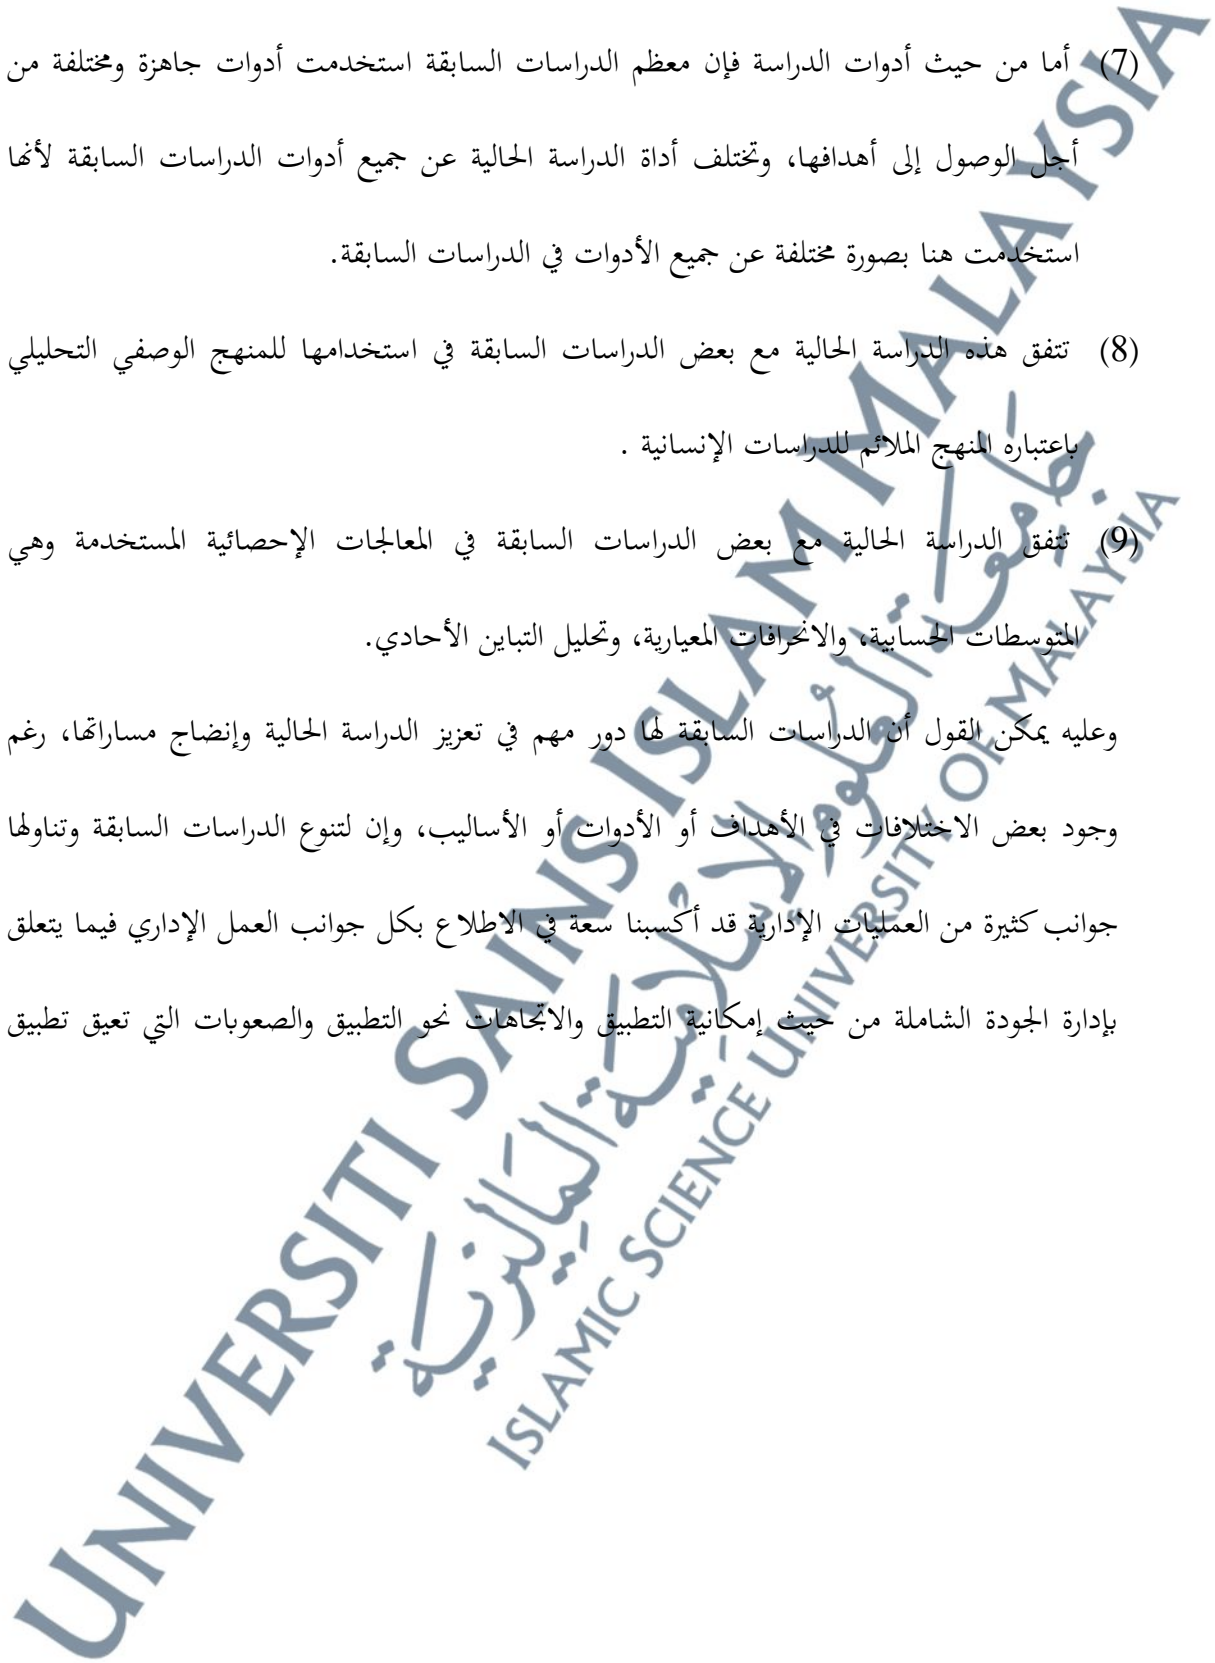 (7) أما من حيث أدوات الدراسة فإن معظم الدراسات السابقة استخدمت أدوات جاهزة ومختلفة من
أجل الوصول إلى أهدافها، وتختلف أداة الدراسة الحالية عن جميع أدوات الدراسات السابقة لأنها
استخدمت هنا بصورة مختلفة عن جميع الأدوات في الدراسات السابقة.
(8) تتفق هذه الدراسة الحالية مع بعض الدراسات السابقة في استخدامها للمنهج الوصفي التحليلي
باعتباره المنهج الملائم للدراسات الإنسانية .
(9) تتفق الدراسة الحالية مع بعض الدراسات السابقة في المعالجات الإحصائية المستخدمة وهي
المتوسطات الحسابية، والانحرافات المعيارية، وتحليل التباين الأحادي.
وعليه يمكن القول أن الدراسات السابقة لها دور مهم في تعزيز الدراسة الحالية وإنضاج مساراتها، رغم
وجود بعض الاختلافات في الأهداف أو الأدوات أو الأساليب، وإن لتنوع الدراسات السابقة وتناولها
جوانب كثيرة من العمليات الإدارية قد أكسبنا سعة في الاطلاع بكل جوانب العمل الإداري فيما يتعلق
بإدارة الجودة الشاملة من حيث إمكانية التطبيق والاتجاهات نحو التطبيق والصعوبات التي تعيق تطبيق
UNIVERSITI SAINS ISLAM MALAYSIA
جامعة العلوم الإسلامية الماليزية
ISLAMIC SCIENCE UNIVERSITY OF MALAYSIA